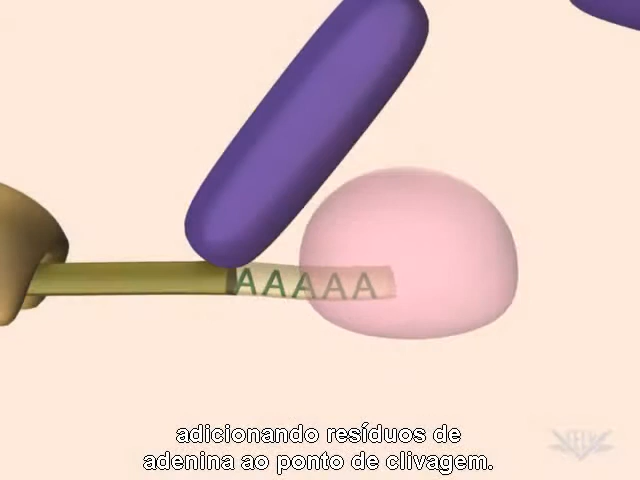 AAAAA
adicionando resíduos de
adenina ao ponto de clivagem.